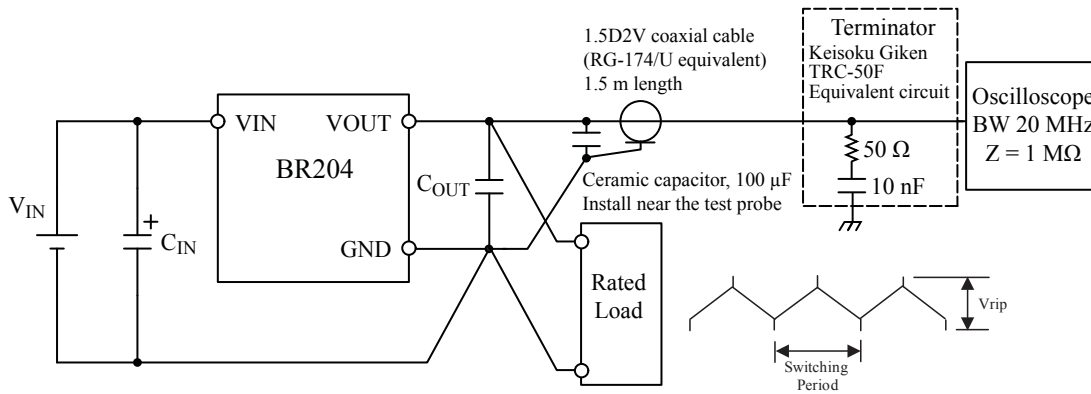 1.5D2V coaxial cable
(RG-174/U equivalent)
1.5 m length
Terminator
Keisoku Giken
TRC-50F
Equivalent circuit
Oscilloscope
BW 20 MHz
Z = 1 MΩ
VIN
VOUT
BR204
GND
VIN
+
CIN
COUT
50 Ω
10 nF
Ceramic capacitor, 100 µF
Install near the test probe
Rated
Load
Vrip
Switching
Period